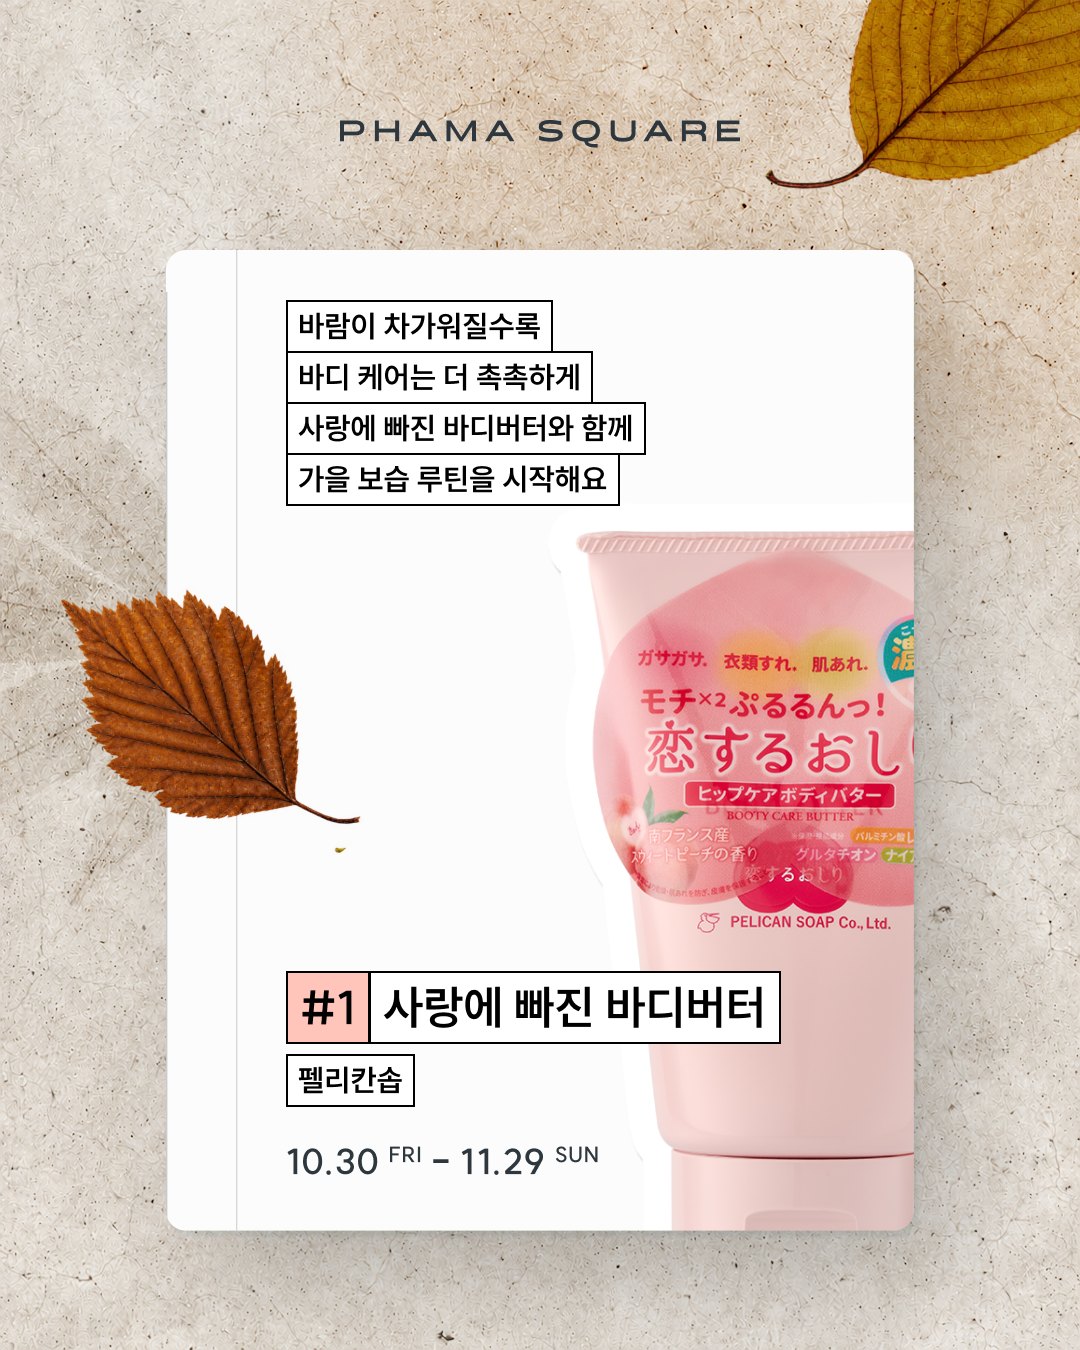 PHAMA SQUARE
바람이 차가워질수록
바디 케어는 더 촉촉하게
사랑에 빠진 바디버터와 함께
가을 보습 루틴을 시작해요
ガサガサ. 衣類すれ. 肌あれ.
モチ×2 ぷるるんっ!
恋するおしり
ヒップケアボディバター
BOOTY CARE BUTTER
南フランス産
スウィートピーチの香り
パルミチン酸
グルタチオン ナイア
恋するおしり
PELICAN SOAP Co., Ltd.
#1 사랑에 빠진 바디버터
펠리칸솝
10.30 FRI – 11.29 SUN